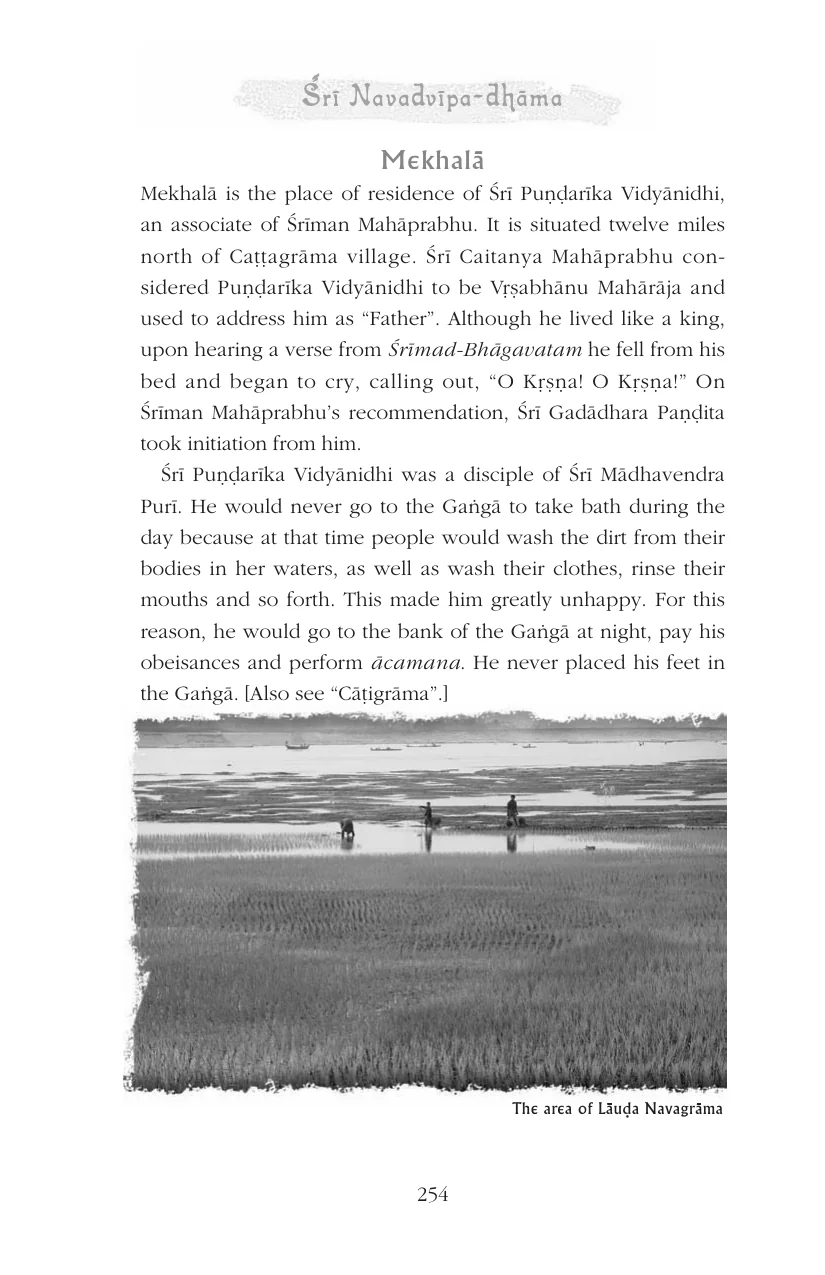 Śrī Navadvīpa-dhāma
Mekhalā
Mekhalā is the place of residence of Śrī Puṇḍarīka Vidyānidhi,
an associate of Śrīman Mahāprabhu. It is situated twelve miles
north of Caṭṭagrāma village. Śrī Caitanya Mahāprabhu con-
sidered Puṇḍarīka Vidyānidhi to be Vṛṣabhānu Mahārāja and
used to address him as “Father”. Although he lived like a king,
upon hearing a verse from Śrīmad-Bhāgavatam he fell from his
bed and began to cry, calling out, “O Kṛṣṇa! O Kṛṣṇa!” On
Śrīman Mahāprabhu’s recommendation, Śrī Gadādhara Paṇḍita
took initiation from him.
Śrī Puṇḍarīka Vidyānidhi was a disciple of Śrī Mādhavendra
Purī. He would never go to the Gaṅgā to take bath during the
day because at that time people would wash the dirt from their
bodies in her waters, as well as wash their clothes, rinse their
mouths and so forth. This made him greatly unhappy. For this
reason, he would go to the bank of the Gaṅgā at night, pay his
obeisances and perform ācamana. He never placed his feet in
the Gaṅgā. [Also see “Cāṭigrāma”.]
The area of Lāuḍa Navagrāma
254